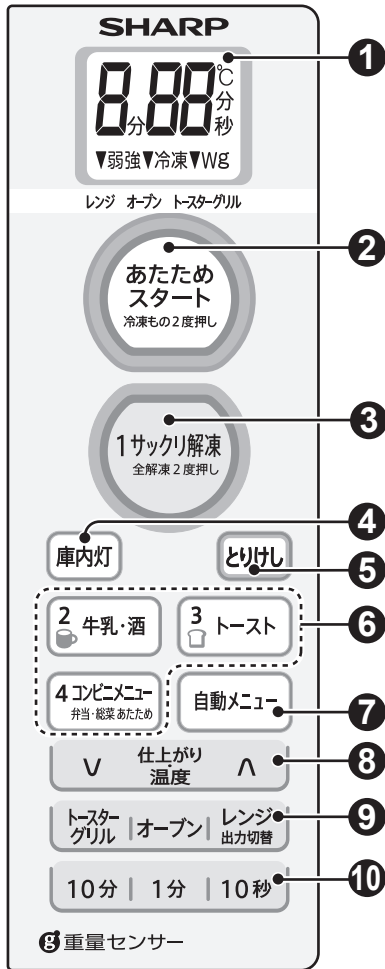 SHARP
8分88℃分秒
▼弱強▼冷凍▼Wg
レンジ オーブン トースターグリル
あたため
スタート
冷凍もの2度押し
1サックリ解凍
全解凍2度押し
庫内灯
とりけし
2 牛乳・酒
3 トースト
4コンビニメニュー
弁当・総菜あたため
自動メニュー
∨ 仕上がり ∧
温度
トースターグリル オーブン レンジ
出力切替
10分 1分 10秒
g重量センサー
1
2
3
4
5
6
7
8
9
10